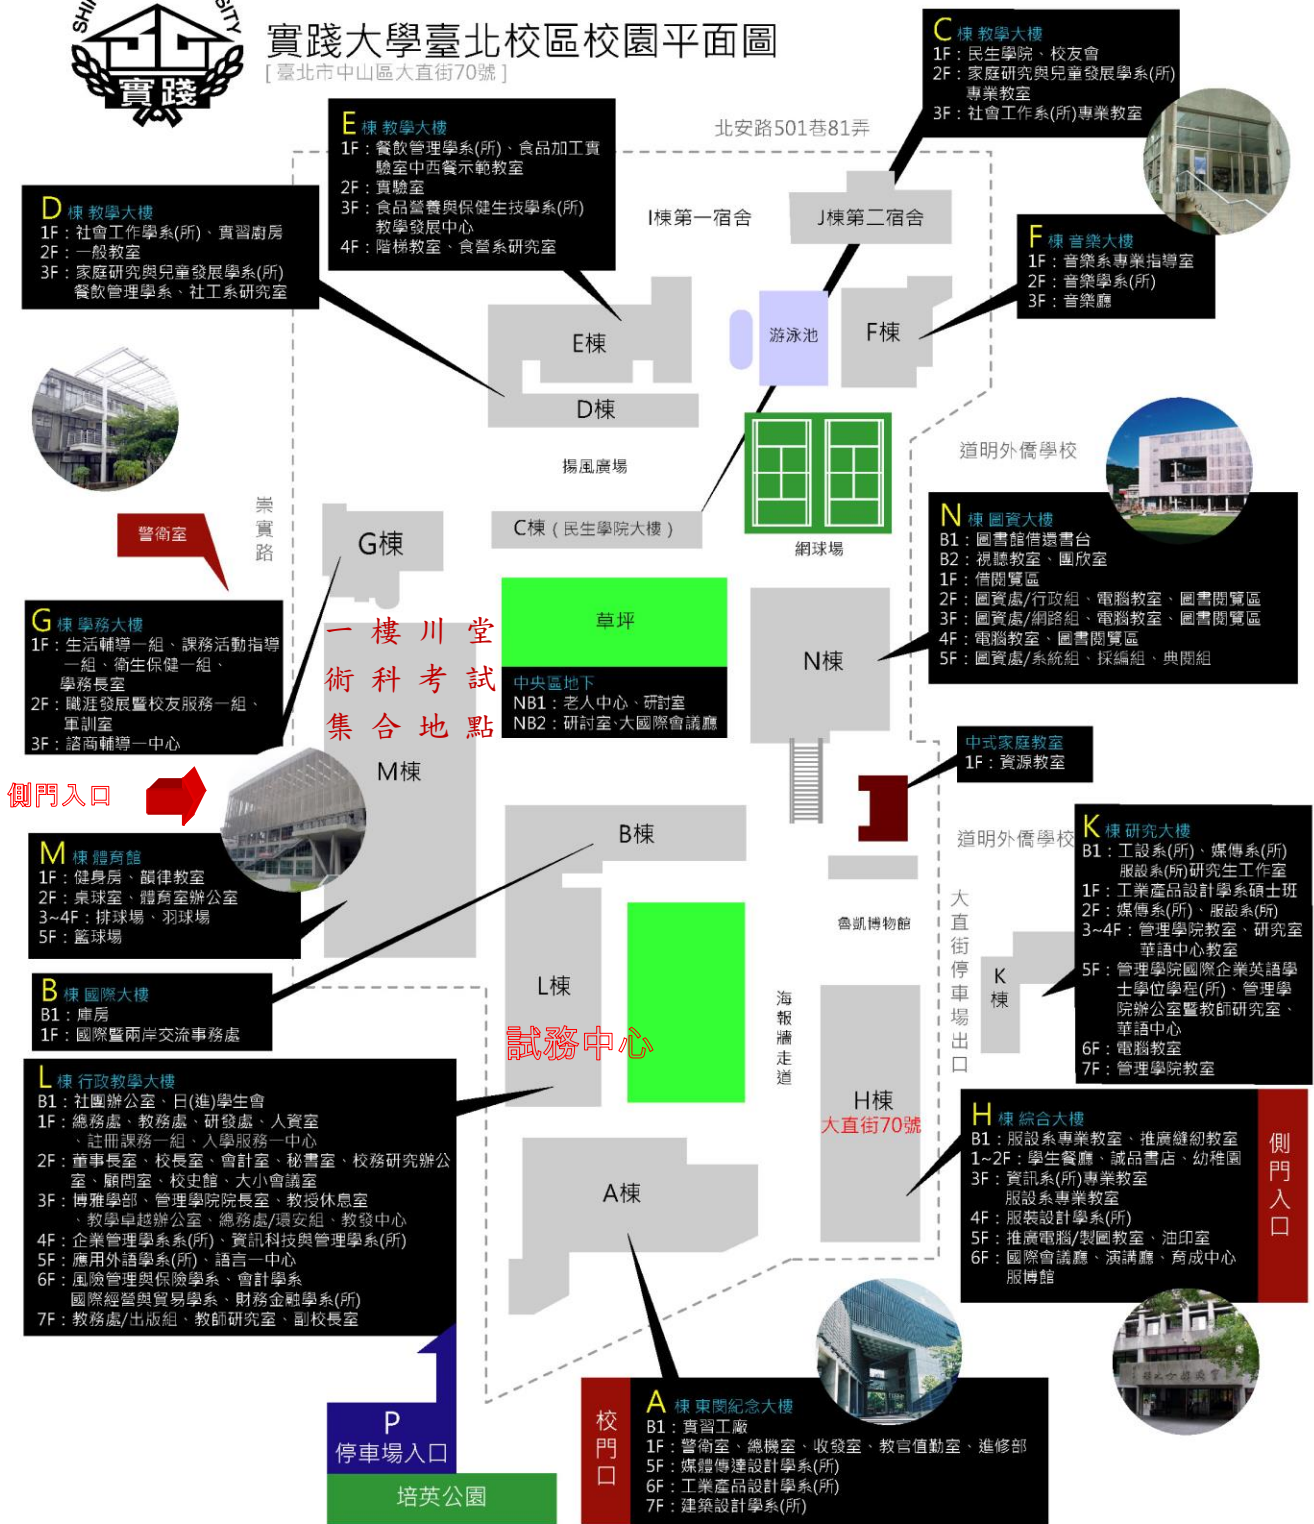 實踐
實踐大學臺北校區校園平面圖
[ 臺北市中山區大直街70號 ]
C 棟 教學大樓
1F：民生學院、校友會
2F：家庭研究與兒童發展學系(所)
專業教室
3F：社會工作系(所)專業教室
北安路501巷81弄
E 棟 教學大樓
1F：餐飲管理學系(所)、食品加工實
驗室中西餐示範教室
2F：實驗室
3F：食品營養與保健生技學系(所)
教學發展中心
4F：階梯教室、食營系研究室
D 棟 教學大樓
1F：社會工作學系(所)、實習廚房
2F：一般教室
3F：家庭研究與兒童發展學系(所)
餐飲管理學系、社工系研究室
I棟第一宿舍
J棟第二宿舍
F 棟 音樂大樓
1F：音樂系專業指導室
2F：音樂學系(所)
3F：音樂廳
E棟
游泳池
F棟
D棟
揚風廣場
道明外僑學校
崇實路
警衛室
G棟
C棟（民生學院大樓）
網球場
N 棟 圖資大樓
B1：圖書館借還書台
B2：視聽教室、團欣室
1F：借閱覽區
2F：圖資處/行政組、電腦教室、圖書閱覽區
3F：圖資處/網路組、電腦教室、圖書閱覽區
4F：電腦教室、圖書閱覽區
5F：圖資處/系統組、採編組、典閱組
G 棟 學務大樓
1F：生活輔導一組、課務活動指導
一組、衛生保健一組、
學務長室
2F：職涯發展暨校友服務一組、
軍訓室
3F：諮商輔導一中心
一樓川堂
術科考試
集合地點
M棟
草坪
中央區地下
NB1：老人中心、研討室
NB2：研討室、大國際會議廳
N棟
中式家庭教室
1F：資源教室
側門入口
M 棟 體育館
1F：健身房、韻律教室
2F：桌球室、體育室辦公室
3~4F：排球場、羽球場
5F：籃球場
B棟
道明外僑學校
魯凱博物館
大直街停車場出口
K 棟 研究大樓
B1：工設系(所)、媒傳系(所)
服設系(所)研究生工作室
1F：工業產品設計學系碩士班
2F：媒傳系(所)、服設系(所)
3~4F：管理學院教室、研究室
華語中心教室
5F：管理學院國際企業英語學
士學位學程(所)、管理學
院辦公室暨教師研究室、
華語中心
6F：電腦教室
7F：管理學院教室
K棟
B 棟 國際大樓
B1：庫房
1F：國際暨兩岸交流事務處
L棟
試務中心
海報牆走道
H棟
大直街70號
L 棟 行政教學大樓
B1：社團辦公室、日(進)學生會
1F：總務處、教務處、研發處、人資室
、註冊課務一組、入學服務一中心
2F：董事長室、校長室、會計室、秘書室、校務研究辦公
室、顧問室、校史館、大小會議室
3F：博雅學部、管理學院院長室、教授休息室
、教學卓越辦公室、總務處/環安組、教發中心
4F：企業管理學系系(所)、資訊科技與管理學系(所)
5F：應用外語學系(所)、語言一中心
6F：風險管理與保險學系、會計學系
國際經營與貿易學系、財務金融學系(所)
7F：教務處/出版組、教師研究室、副校長室
H 棟 綜合大樓
B1：服設系專業教室、推廣縫紉教室
1~2F：學生餐廳、誠品書店、幼稚園
3F：資訊系(所)專業教室
服設系專業教室
4F：服裝設計學系(所)
5F：推廣電腦/製圖教室、油印室
6F：國際會議廳、演講廳、育成中心
服博館
側門入口
A棟
P
停車場入口
培英公園
校門口
A 棟 東閔紀念大樓
B1：實習工廠
1F：警衛室、總機室、收發室、教官值勤室、進修部
5F：媒體傳達設計學系(所)
6F：工業產品設計學系(所)
7F：建築設計學系(所)